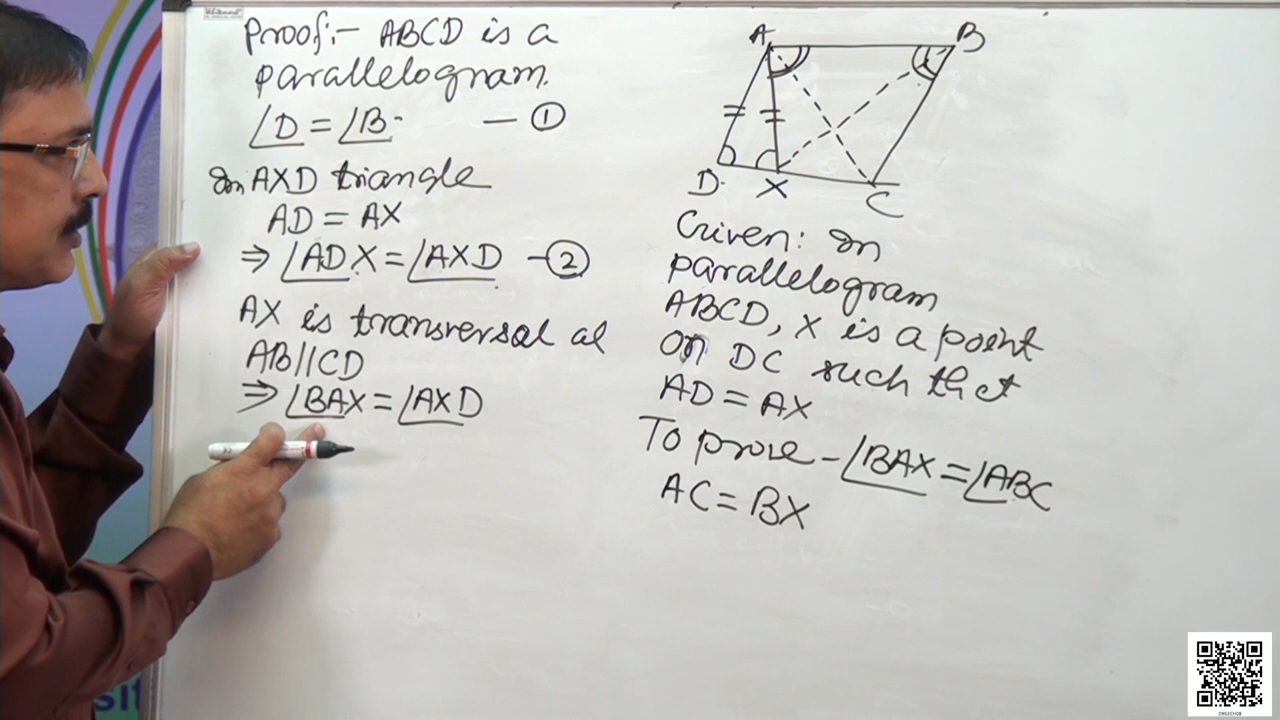 Proof:- ABCD is a
parallelogram.
∠D = ∠B. — ①
In AXD triangle
AD = AX
⇒ ∠ADX = ∠AXD — ②
AX is transversal al
AB||CD
⇒ ∠BAX = ∠AXD
A B
D. X C
Given: In
parallelogram
ABCD, X is a point
on DC such that
AD = AX
To prove - ∠BAX = ∠ABC
AC = BX
0962CH08